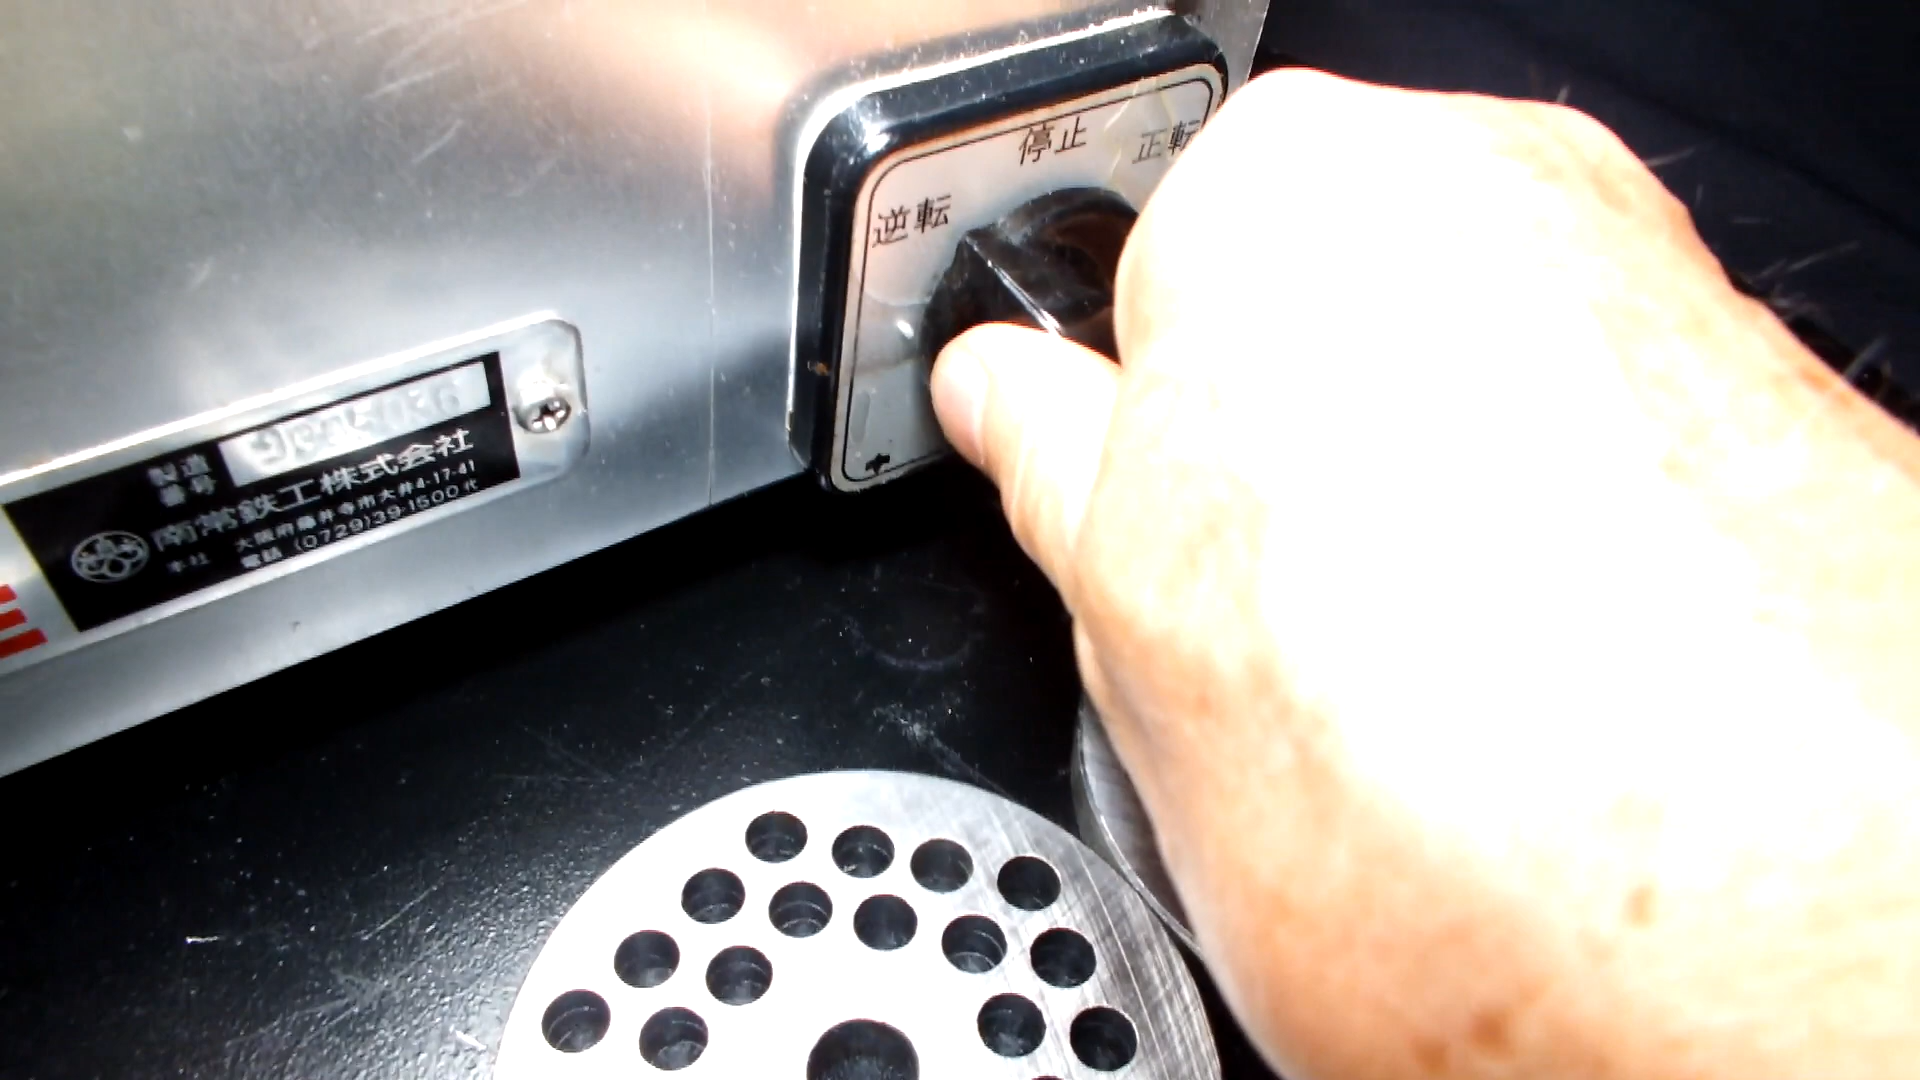 停止
正転
逆転
製造
番号
南常鉄工株式会社
本社 大阪府藤井寺市大井4-17-41
電話 (0729)39-1500代